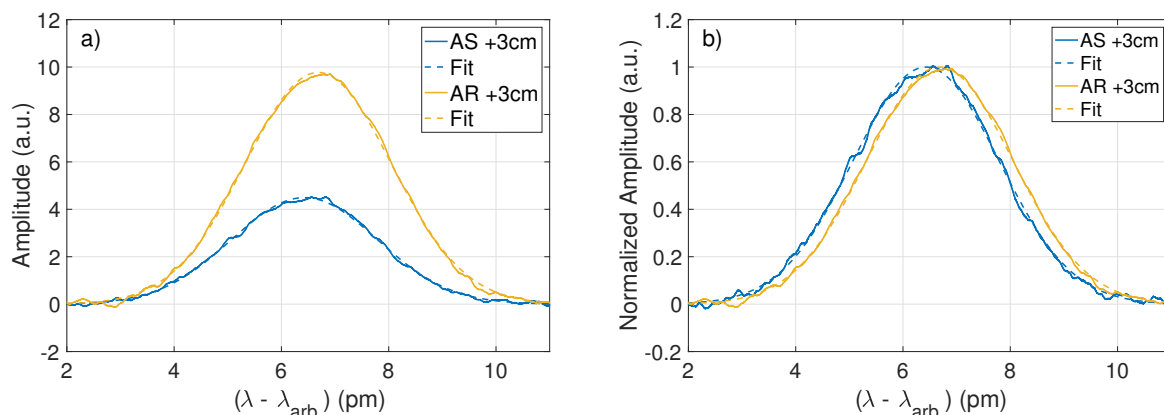 a)
AS +3cm
Fit
AR +3cm
Fit
12
10
8
6
4
2
0
-2
Amplitude (a.u.)
2 4 6 8 10
(λ - λarb) (pm)
b)
AS +3cm
Fit
AR +3cm
Fit
1.2
1
0.8
0.6
0.4
0.2
0
-0.2
Normalized Amplitude (a.u.)
2 4 6 8 10
(λ - λarb) (pm)